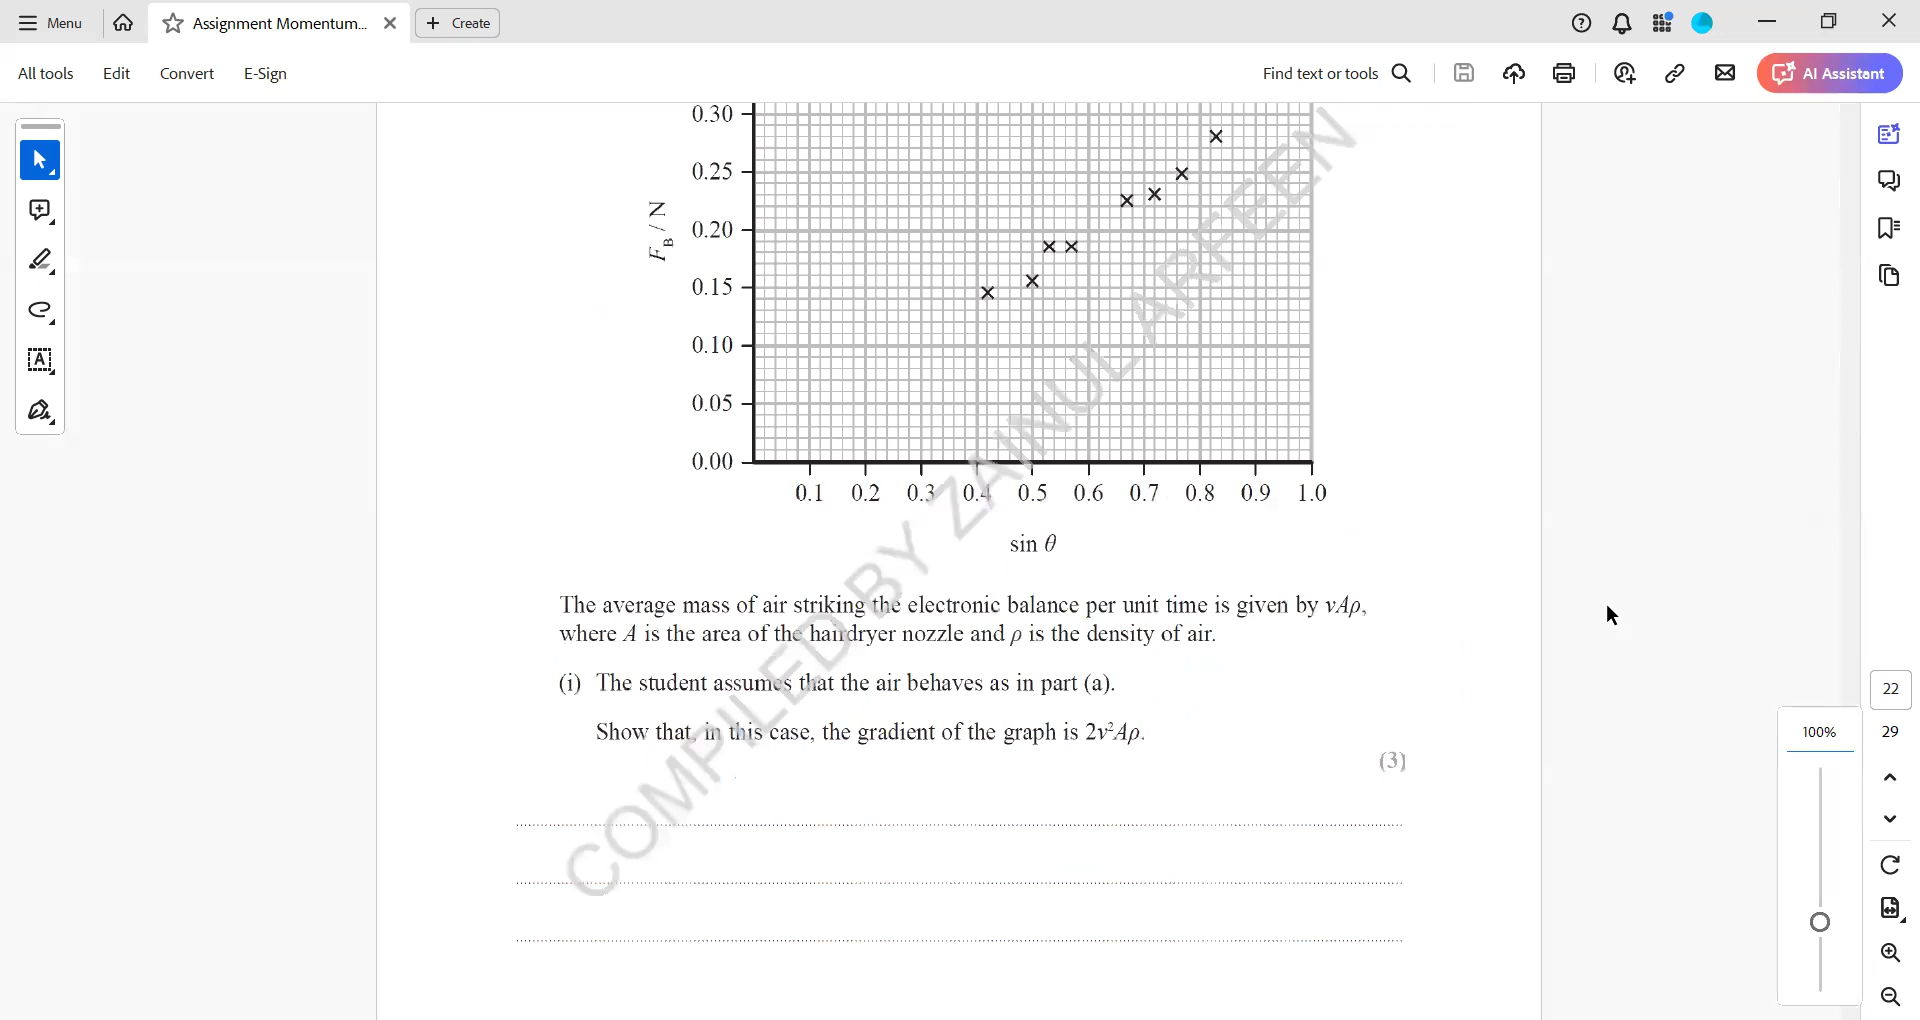 Menu
Assignment Momentum...
Create
All tools
Edit
Convert
E-Sign
Find text or tools
AI Assistant
0.30
0.25
0.20
0.15
0.10
0.05
0.00
F_B / N
0.1 0.2 0.3 0.4 0.5 0.6 0.7 0.8 0.9 1.0
sin θ
The average mass of air striking the electronic balance per unit time is given by vAρ,
where A is the area of the hairdryer nozzle and ρ is the density of air.
(i) The student assumes that the air behaves as in part (a).
Show that, in this case, the gradient of the graph is 2v²Aρ.
(3)
COMPILED BY ZAINUL ARFEEN
22
29
100%